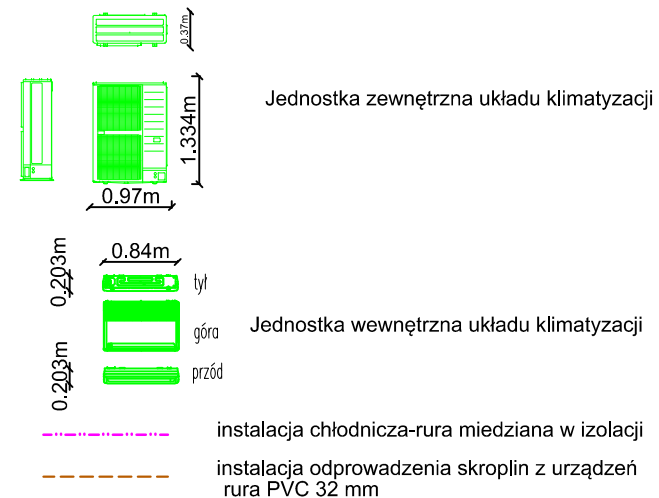 0.37m
Jednostka zewnętrzna układu klimatyzacji
1.334m
0.97m
0.84m
0.203m
tył
góra
Jednostka wewnętrzna układu klimatyzacji
przód
0.203m
instalacja chłodnicza-rura miedziana w izolacji
instalacja odprowadzenia skroplin z urządzeń
rura PVC 32 mm